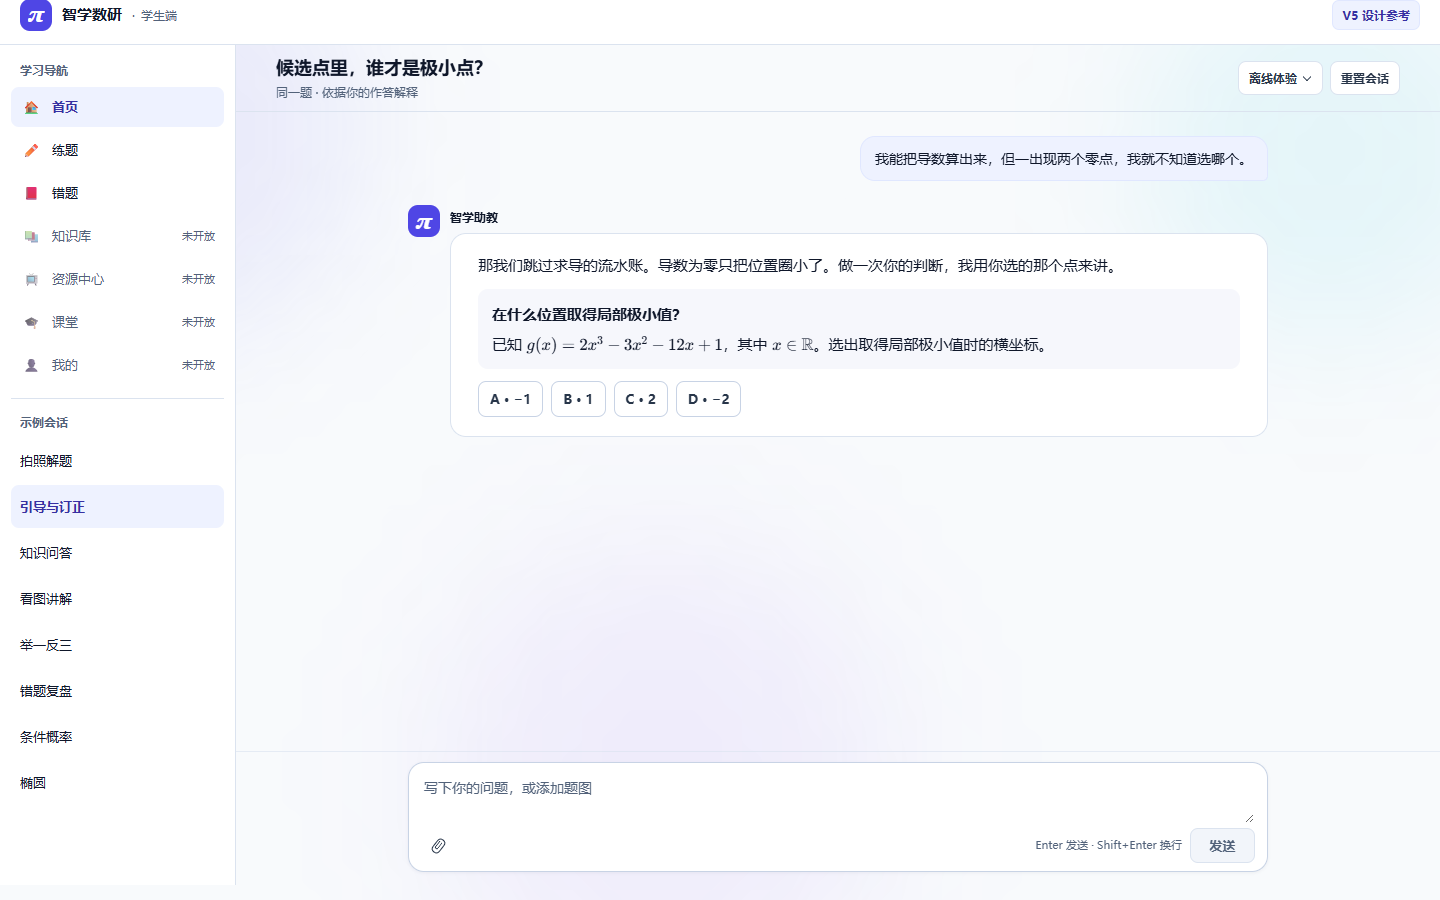 π 智学数研 · 学生端
V5 设计参考
学习导航
首页
练题
错题
知识库 未开放
资源中心 未开放
课堂 未开放
我的 未开放
示例会话
拍照解题
引导与订正
知识问答
看图讲解
举一反三
错题复盘
条件概率
椭圆
候选点里，谁才是极小点？
同一题 · 依据你的作答解释
离线体验
重置会话
我能把导数算出来，但一出现两个零点，我就不知道选哪个。
π 智学助教
那我们跳过求导的流水账。导数为零只把位置圈小了。做一次你的判断，我用你选的那个点来讲。
在什么位置取得局部极小值？
已知 g(x) = 2x³ − 3x² − 12x + 1，其中 x ∈ ℝ。选出取得局部极小值时的横坐标。
A • −1 B • 1 C • 2 D • −2
写下你的问题，或添加题图
Enter 发送 · Shift+Enter 换行 发送